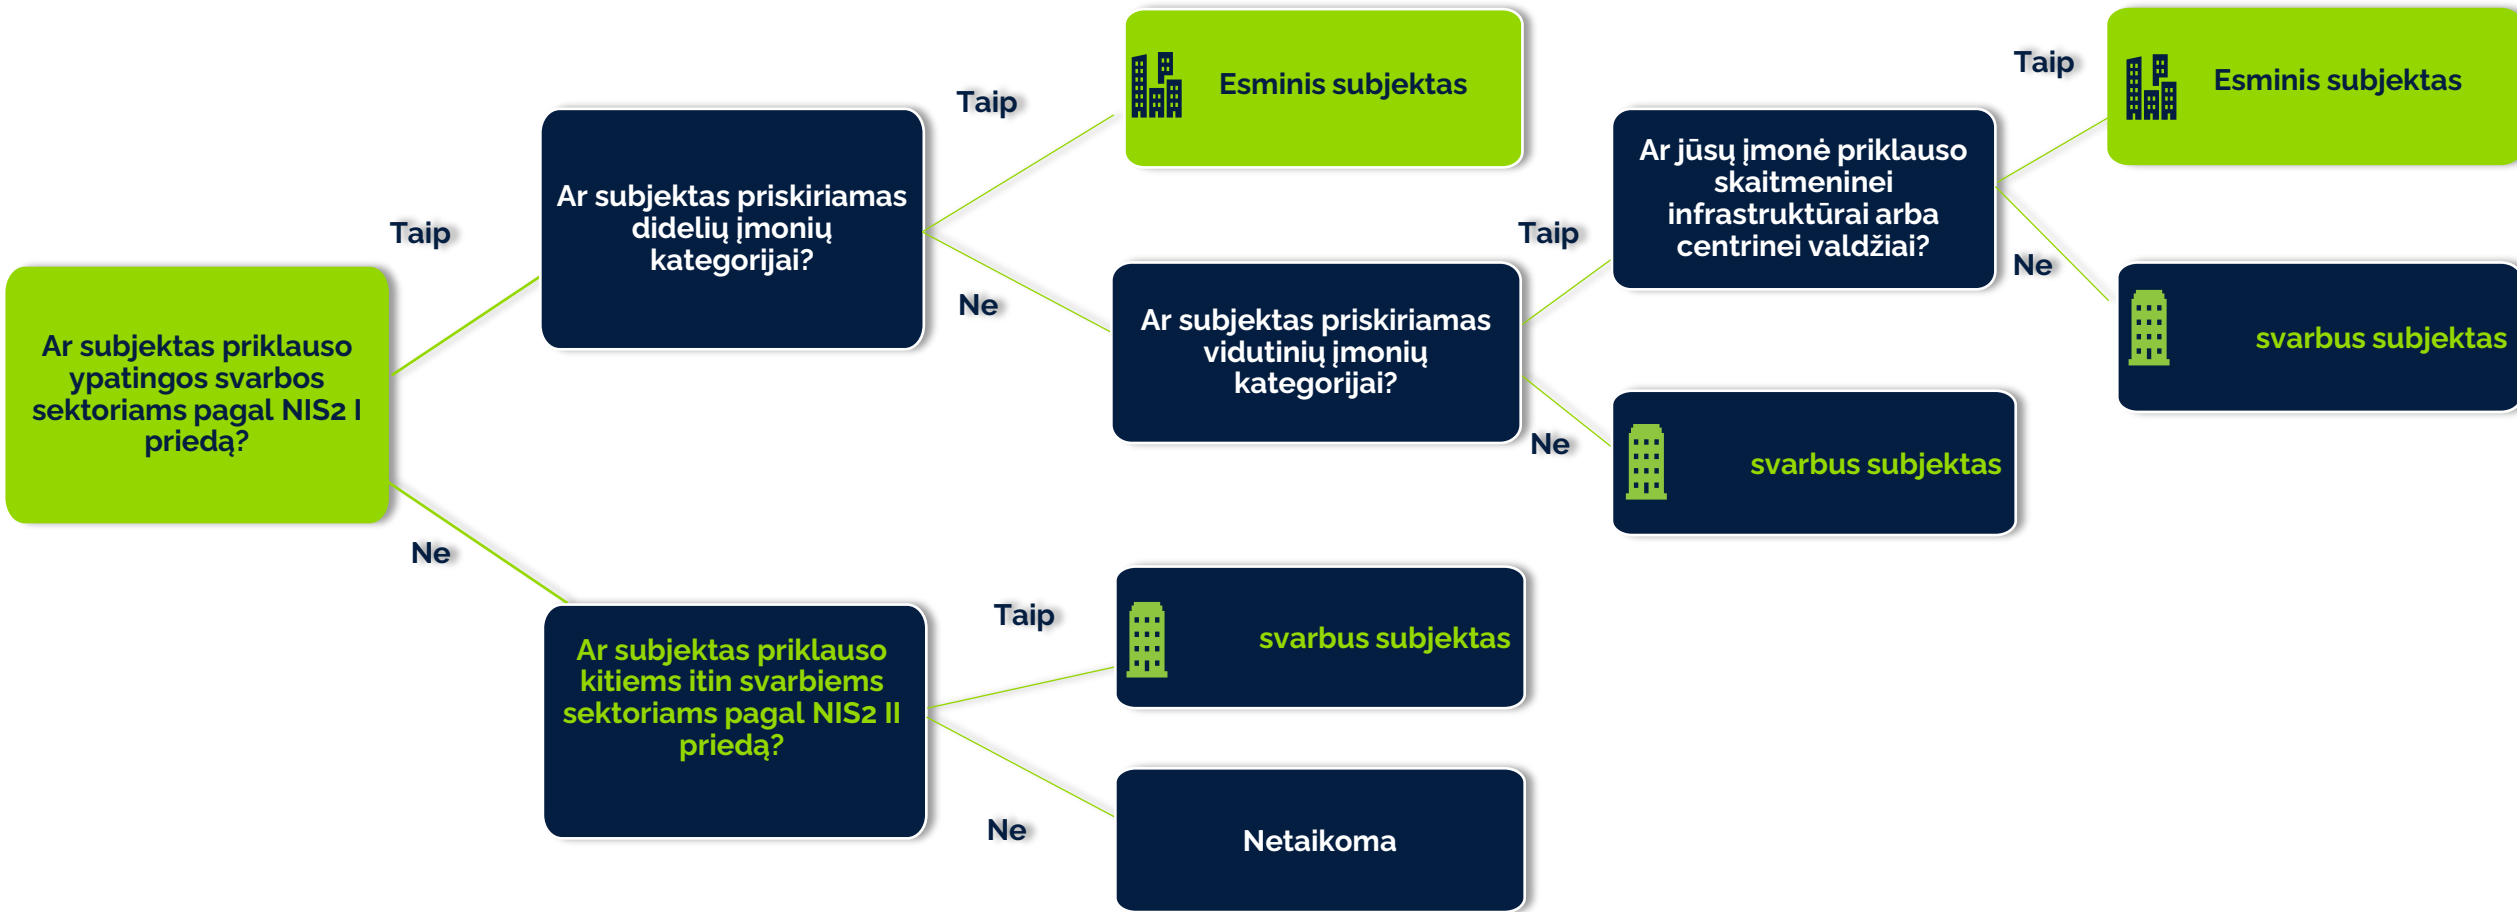 Ar subjektas priklauso
ypatingos svarbos
sektoriams pagal NIS2 I
priedą?
Taip
Ne
Ar subjektas priskiriamas
didelių įmonių
kategorijai?
Taip
Ne
Esminis subjektas
Ar subjektas priskiriamas
vidutinių įmonių
kategorijai?
Taip
Ne
Ar jūsų įmonė priklauso
skaitmeninei
infrastruktūrai arba
centrinei valdžiai?
Taip
Ne
Esminis subjektas
svarbus subjektas
svarbus subjektas
Ar subjektas priklauso
kitiems itin svarbiems
sektoriams pagal NIS2 II
priedą?
Taip
Ne
svarbus subjektas
Netaikoma